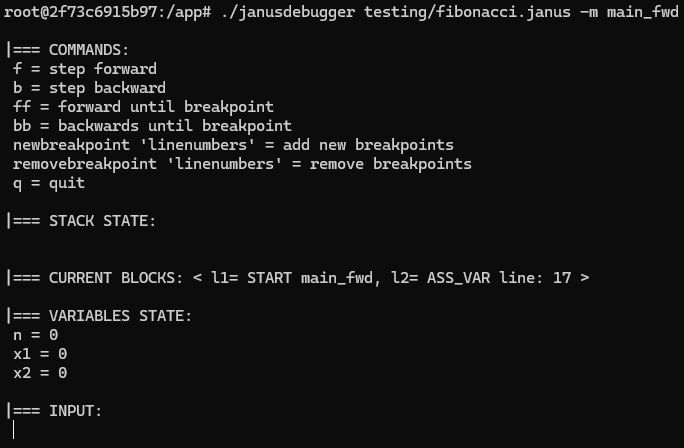 root@2f73c6915b97:/app# ./janusdebugger testing/fibonacci.janus -m main_fwd
|=== COMMANDS:
f = step forward
b = step backward
ff = forward until breakpoint
bb = backwards until breakpoint
newbreakpoint 'linenumbers' = add new breakpoints
removebreakpoint 'linenumbers' = remove breakpoints
q = quit
|=== STACK STATE:
|=== CURRENT BLOCKS: < l1= START main_fwd, l2= ASS_VAR line: 17 >
|=== VARIABLES STATE:
n = 0
x1 = 0
x2 = 0
|=== INPUT: